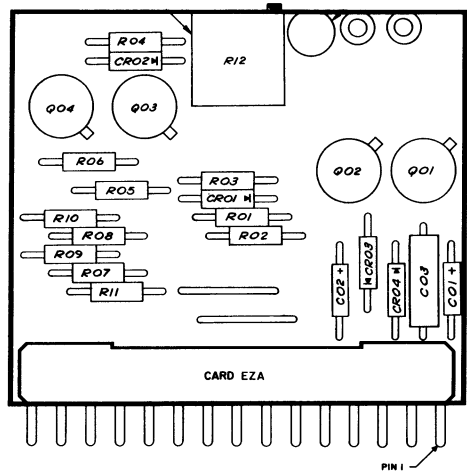 R04
CR02
R12
Q04
Q03
R06
R05
Q02
Q01
R03
CR01
R10
R01
R08
R02
R09
R07
R11
C02 +
CR03
CR04
C03
C01 +
CARD EZA
PIN 1